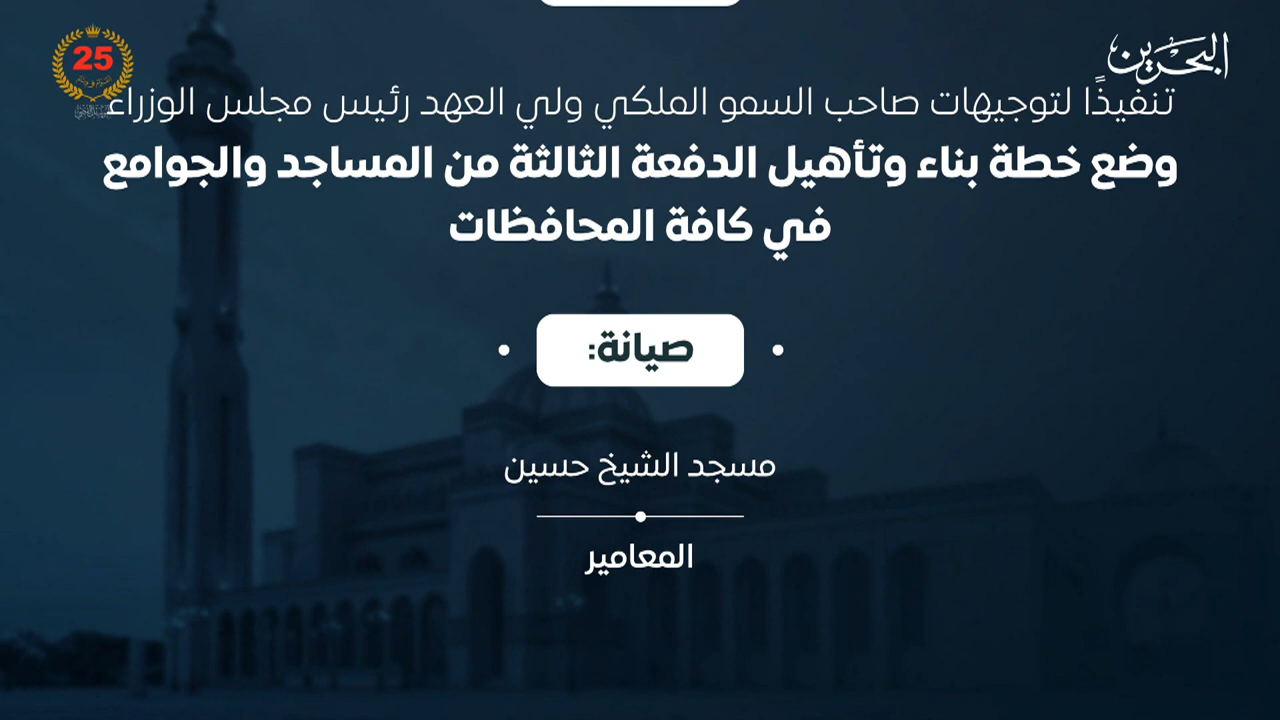 البحرين
25
تنفيذًا لتوجيهات صاحب السمو الملكي ولي العهد رئيس مجلس الوزراء
وضع خطة بناء وتأهيل الدفعة الثالثة من المساجد والجوامع
في كافة المحافظات
صيانة:
مسجد الشيخ حسين
المعامير